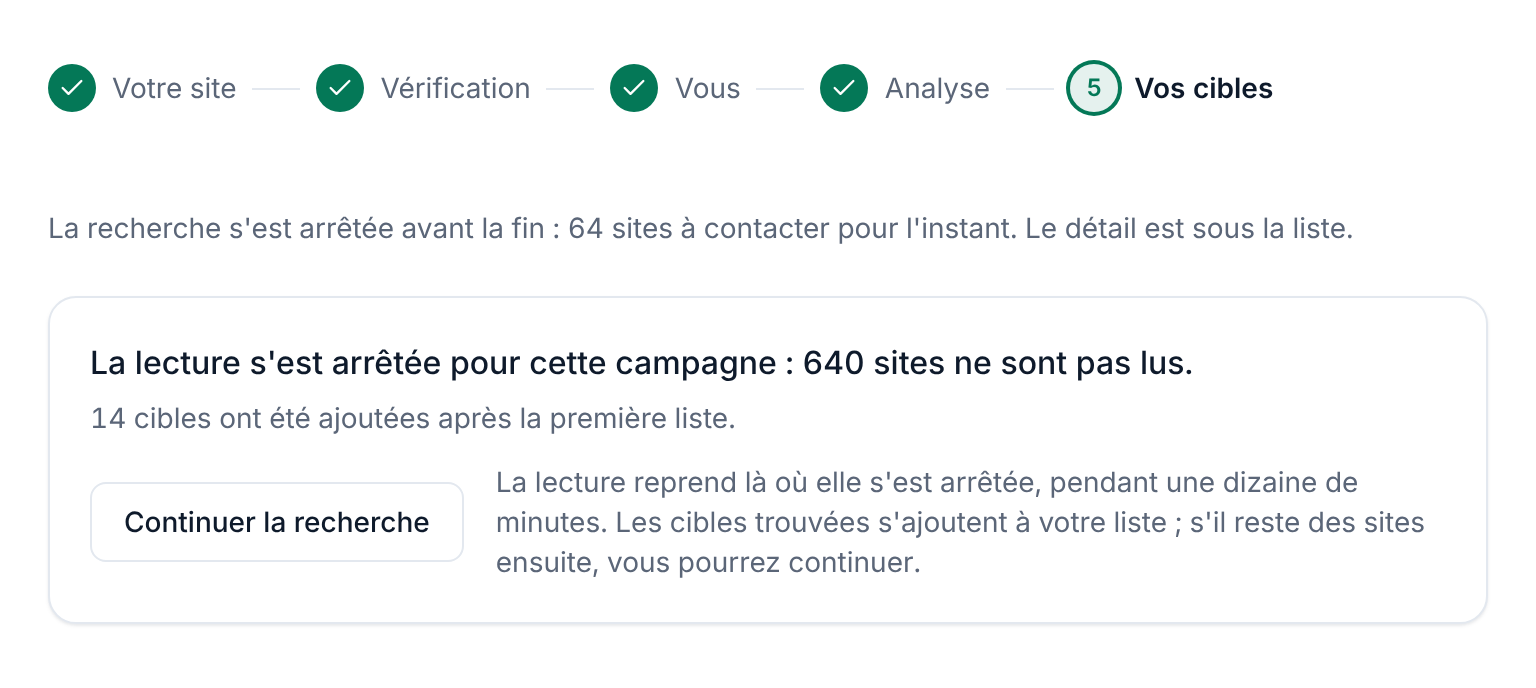 Votre site
Vérification
Vous
Analyse
5 Vos cibles
La recherche s'est arrêtée avant la fin : 64 sites à contacter pour l'instant. Le détail est sous la liste.
La lecture s'est arrêtée pour cette campagne : 640 sites ne sont pas lus.
14 cibles ont été ajoutées après la première liste.
Continuer la recherche
La lecture reprend là où elle s'est arrêtée, pendant une dizaine de
minutes. Les cibles trouvées s'ajoutent à votre liste ; s'il reste des sites
ensuite, vous pourrez continuer.